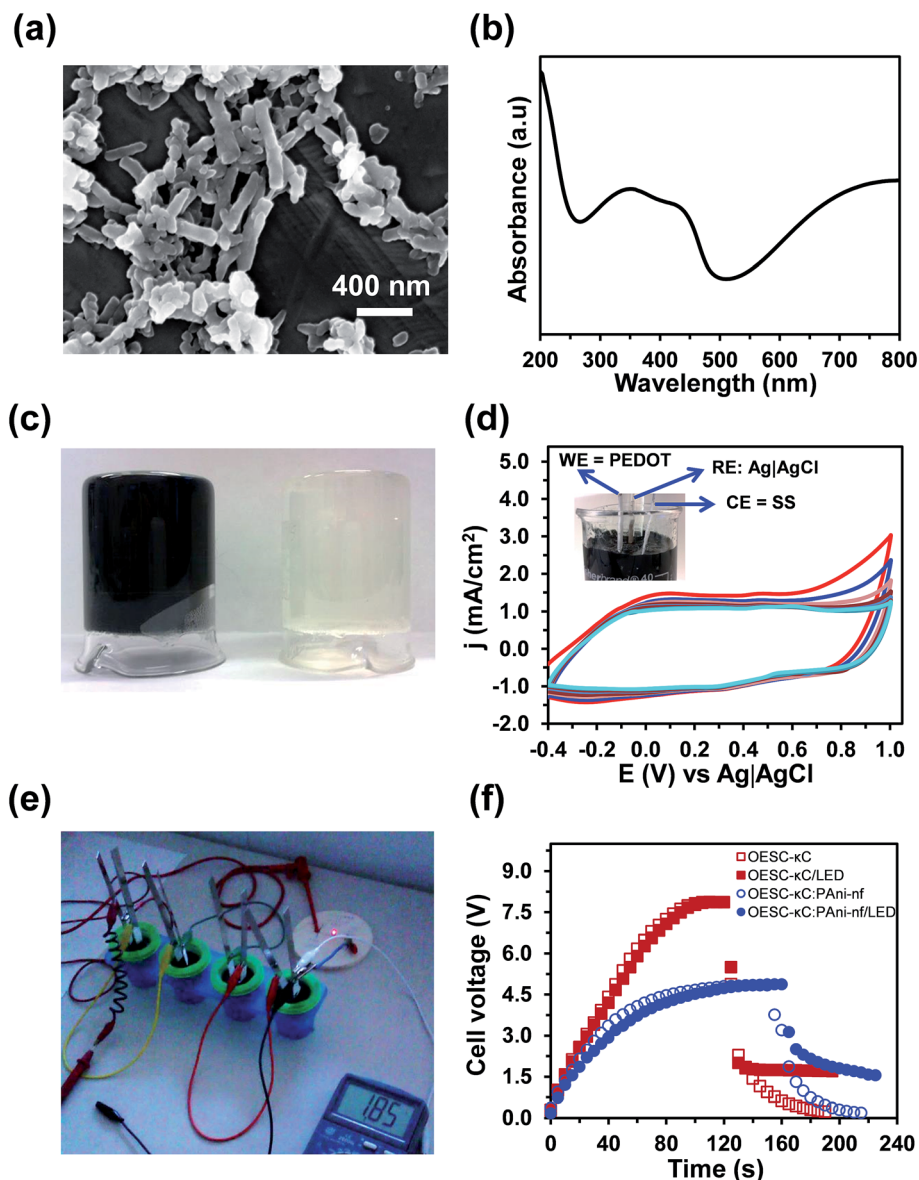 (a)
400 nm
(b)
Absorbance (a.u)
200 300 400 500 600 700 800
Wavelength (nm)
(c)
(d)
5.0
4.0
3.0
2.0
1.0
0.0
-1.0
-2.0
j (mA/cm²)
WE = PEDOT
RE: Ag|AgCl
CE = SS
-0.4 -0.2 0.0 0.2 0.4 0.6 0.8 1.0
E (V) vs Ag|AgCl
(e)
1.85
(f)
9.0
7.5
6.0
4.5
3.0
1.5
0.0
Cell voltage (V)
OESC-κC
OESC-κC/LED
OESC-κC:PAni-nf
OESC-κC:PAni-nf/LED
0 40 80 120 160 200 240
Time (s)